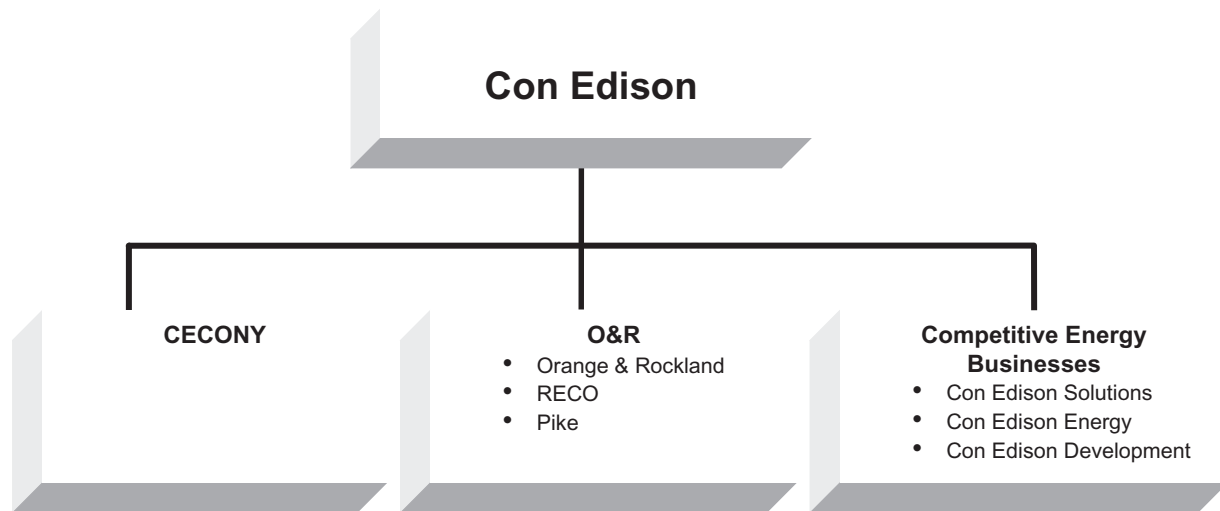 Con Edison
CECONY
O&R
• Orange & Rockland
• RECO
• Pike
Competitive Energy
Businesses
• Con Edison Solutions
• Con Edison Energy
• Con Edison Development